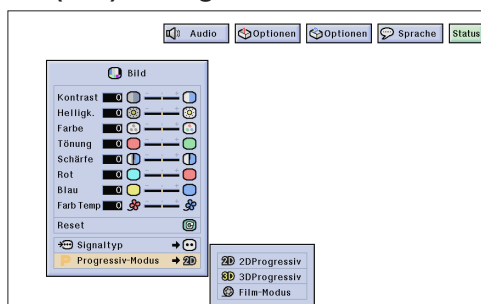 Audio
Optionen
Optionen
Sprache
Status
Bild
Kontrast 0
Helligk. 0
Farbe 0
Tönung 0
Schärfe 0
Rot 0
Blau 0
Farb Temp 0
Reset
Signaltyp
P Progressiv-Modus 2D
2D 2DProgressiv
3D 3DProgressiv
Film-Modus